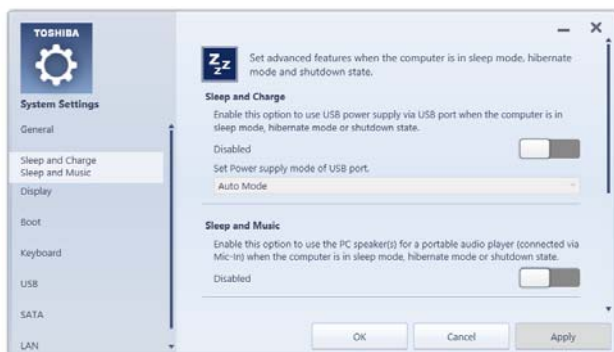 TOSHIBA
System Settings
General
Sleep and Charge
Sleep and Music
Display
Boot
Keyboard
USB
SATA
LAN
Zzz
Set advanced features when the computer is in sleep mode, hibernate
mode and shutdown state.
Sleep and Charge
Enable this option to use USB power supply via USB port when the computer is in
sleep mode, hibernate mode or shutdown state.
Disabled
Set Power supply mode of USB port.
Auto Mode
Sleep and Music
Enable this option to use the PC speaker(s) for a portable audio player (connected via
Mic-In) when the computer is in sleep mode, hibernate mode or shutdown state.
Disabled
OK
Cancel
Apply